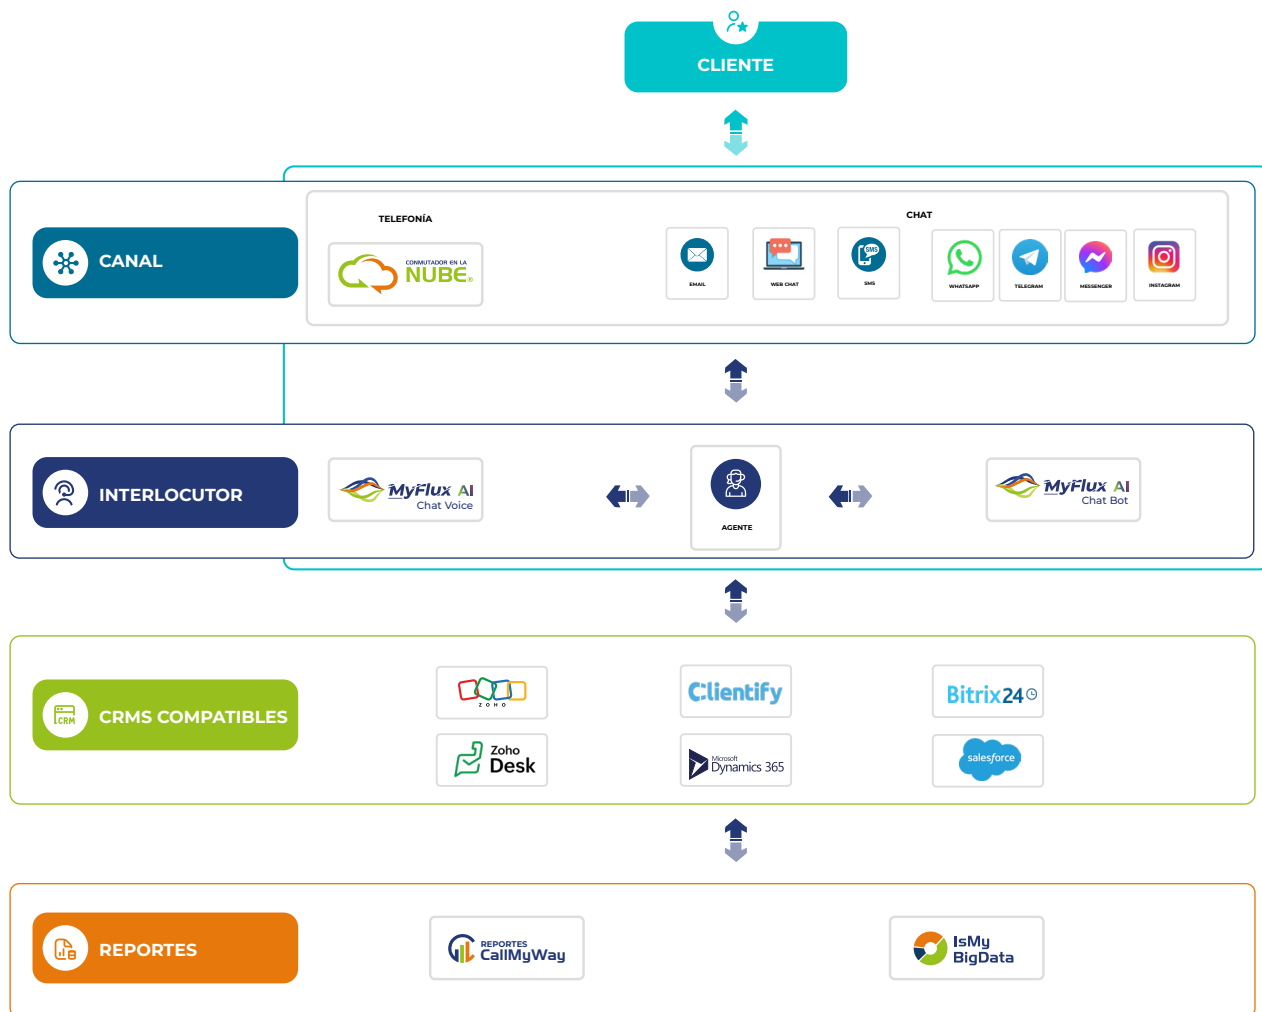 CLIENTE
CANAL
TELEFONÍA
CONMUTADOR EN LA
NUBE®
CHAT
EMAIL
WEB CHAT
SMS
SMS
WHATSAPP
TELEGRAM
MESSENGER
INSTAGRAM
INTERLOCUTOR
MyFlux AI
Chat Voice
AGENTE
MyFlux AI
Chat Bot
CRM
CRMS COMPATIBLES
ZOHO
Clientify
Bitrix24
Zoho
Desk
Microsoft
Dynamics 365
salesforce
REPORTES
REPORTES
CallMyWay
IsMy
BigData